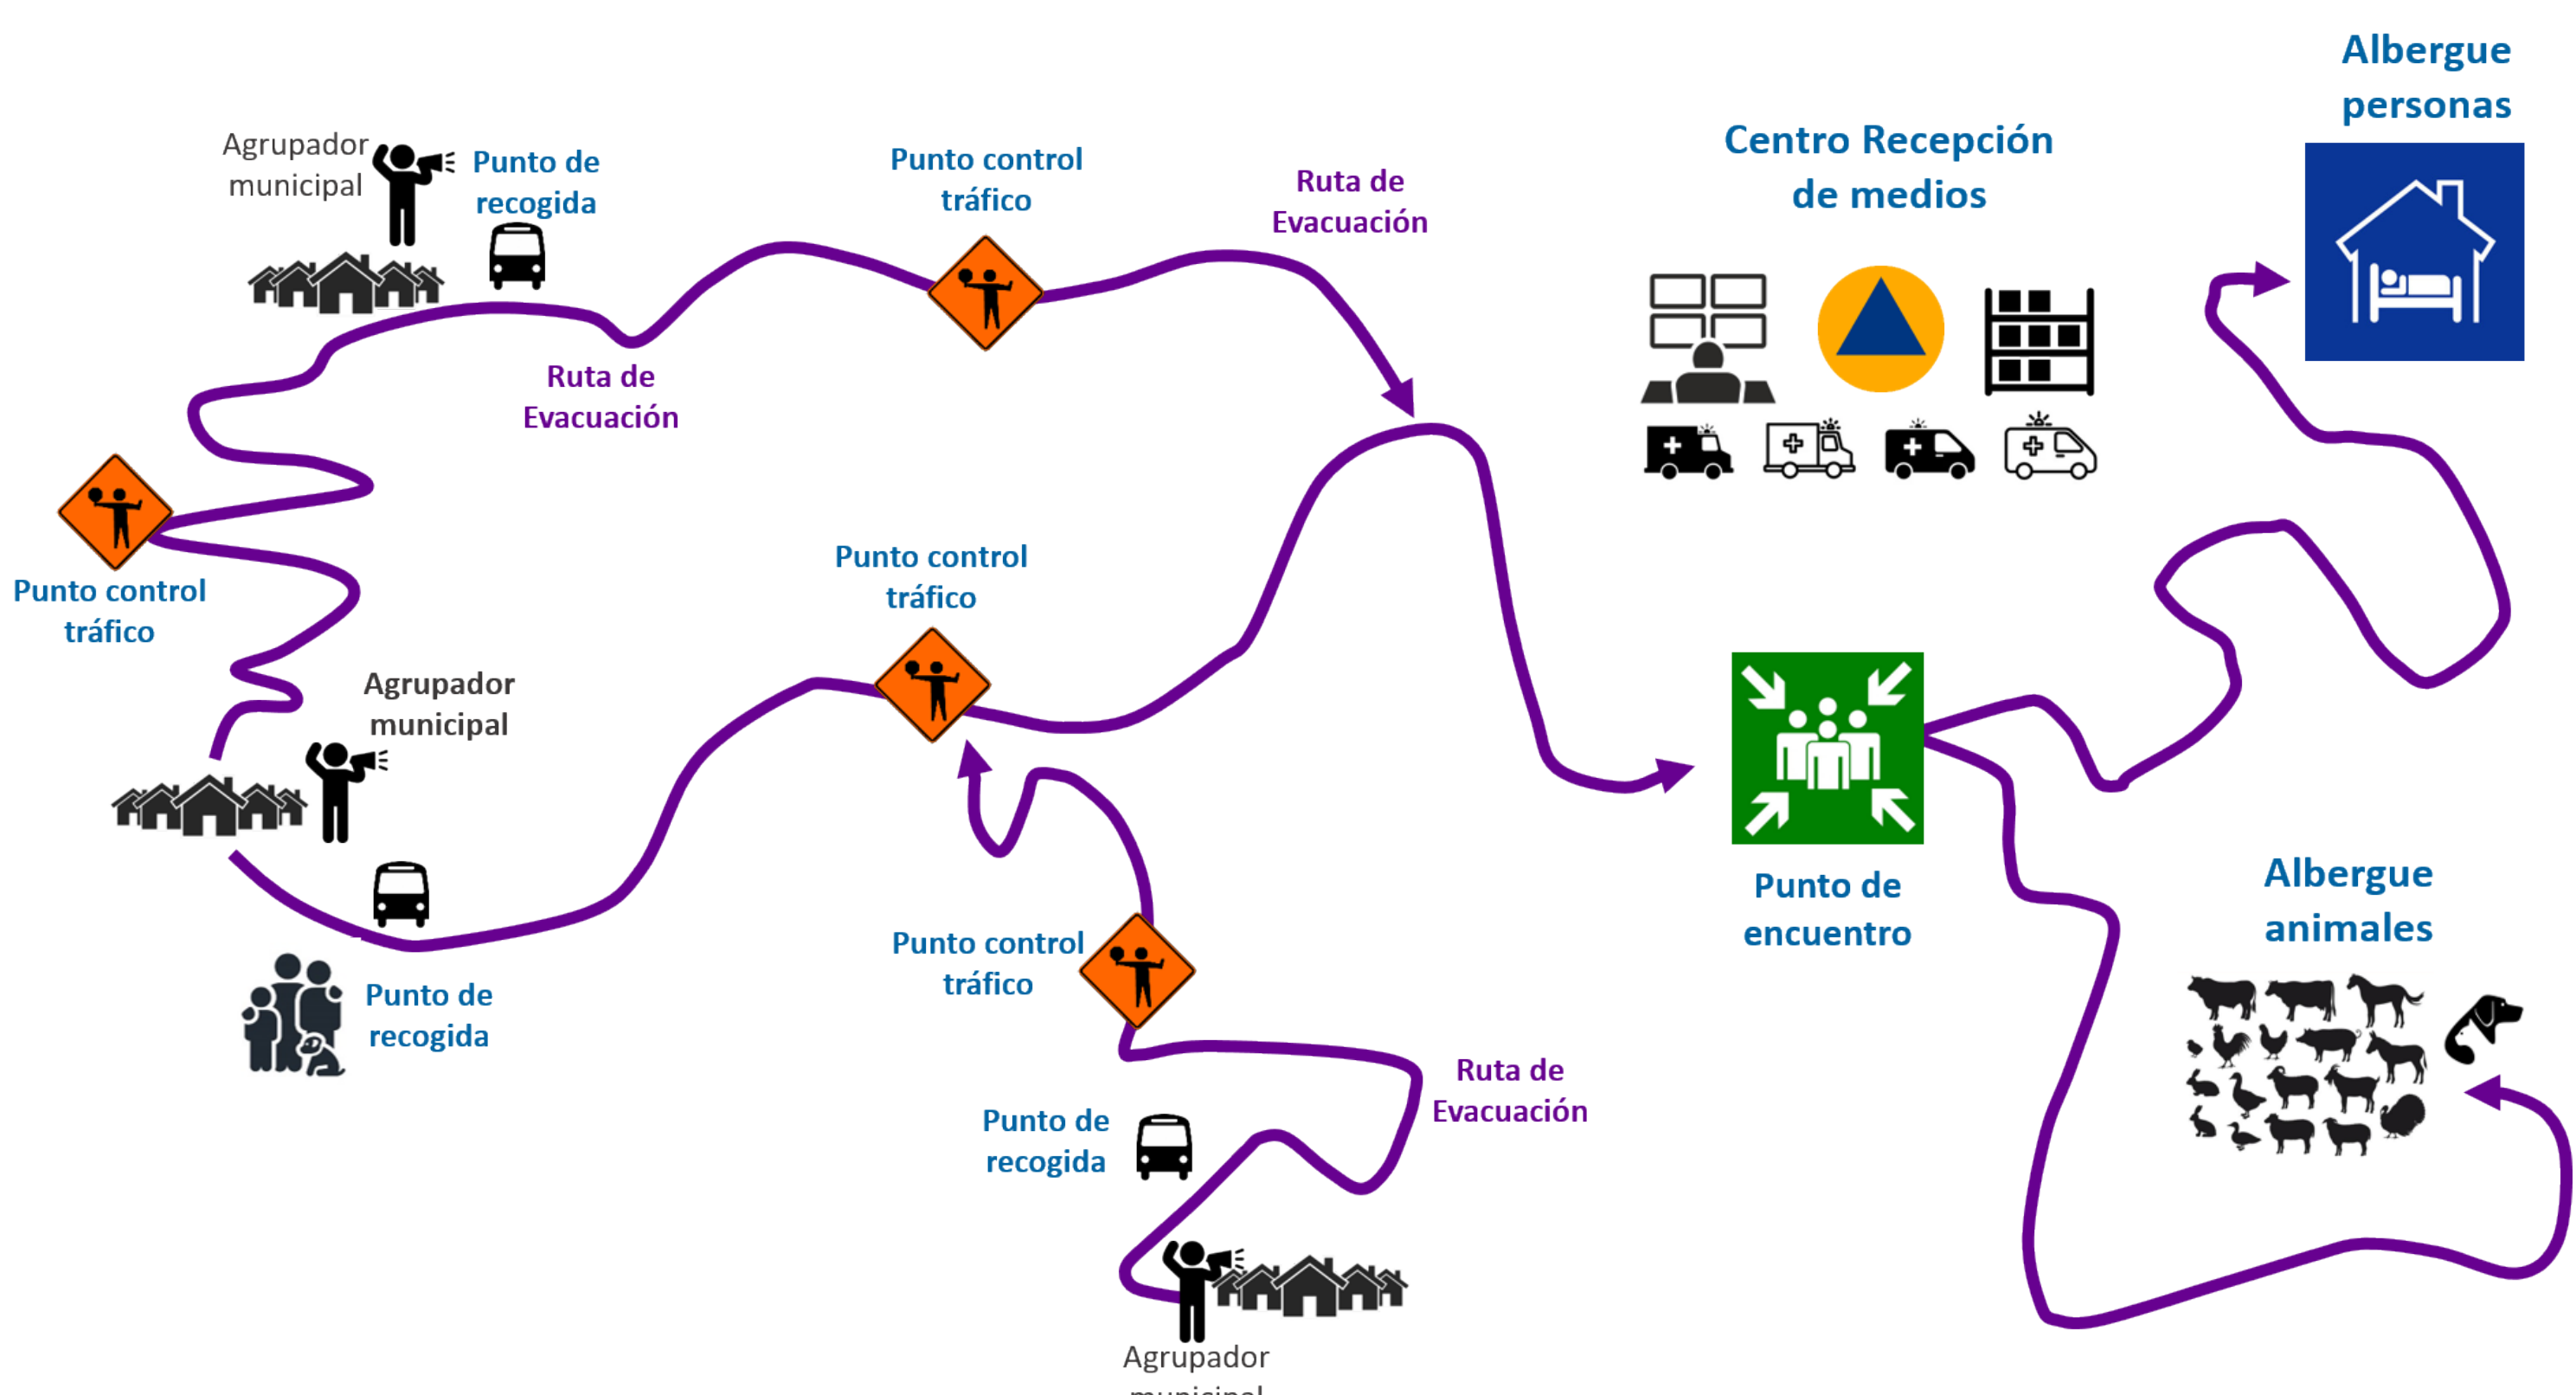 Albergue
personas
Centro Recepción
de medios
Agrupador
municipal
Punto de
recogida
Punto control
tráfico
Ruta de
Evacuación
Ruta de
Evacuación
Punto control
tráfico
Punto control
tráfico
Agrupador
municipal
Punto de
encuentro
Albergue
animales
Punto control
tráfico
Punto de
recogida
Ruta de
Evacuación
Punto de
recogida
Agrupador
municipal